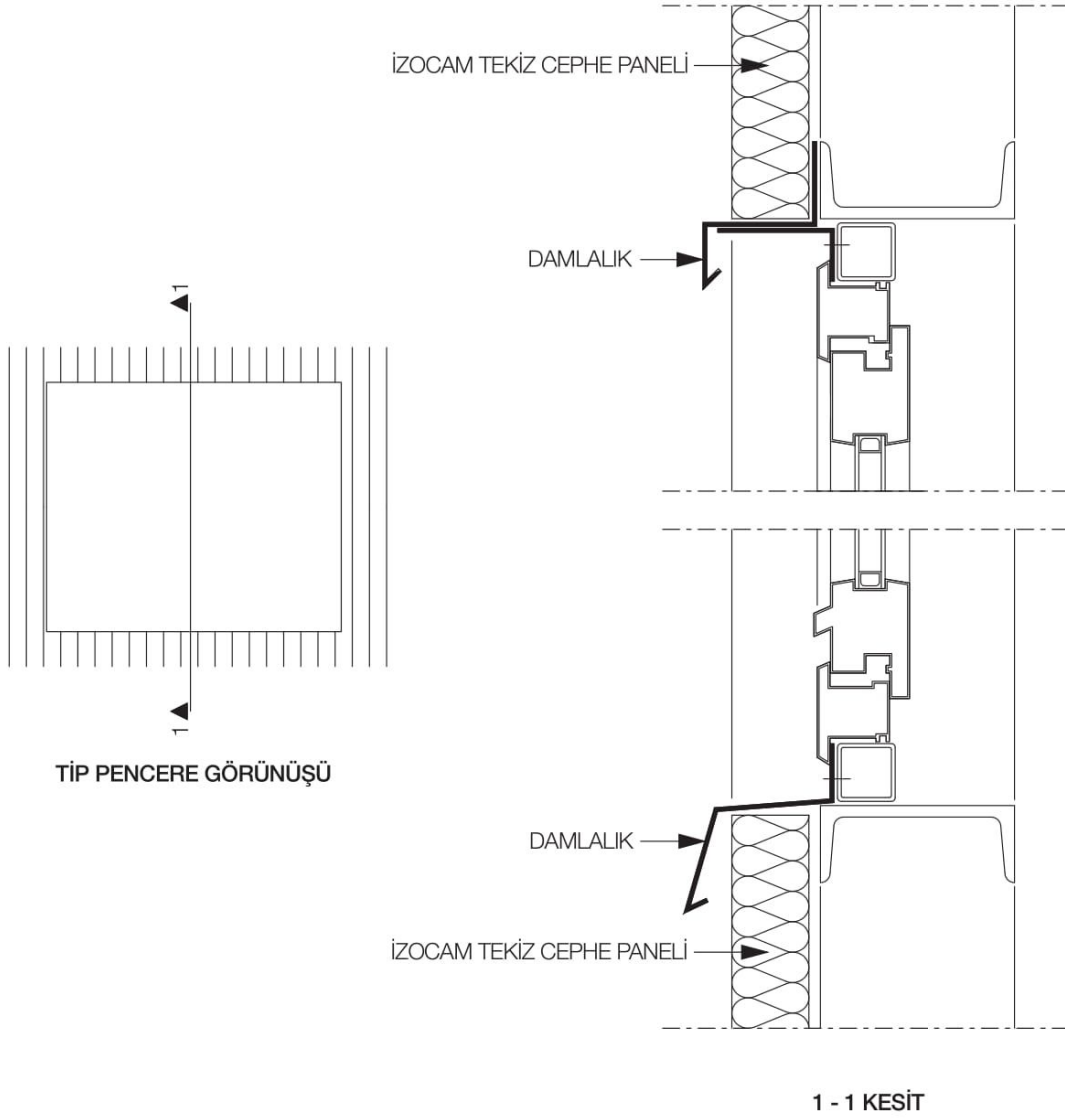 İZOCAM TEKİZ CEPHE PANELİ
DAMLALIK
1
1
TİP PENCERE GÖRÜNÜŞÜ
DAMLALIK
İZOCAM TEKİZ CEPHE PANELİ
1 - 1 KESİT